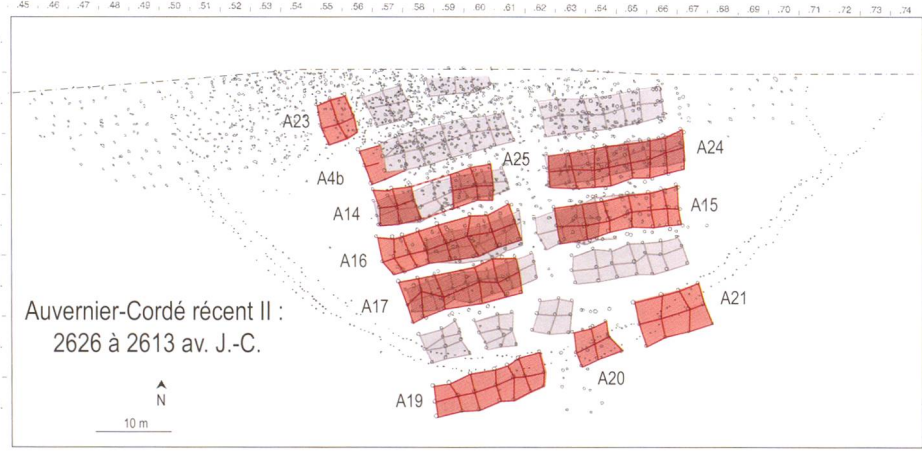 .45 .46 .47 .48 .49 .50 .51 .52 .53 .54 .55 .56 .57 .58 .59 .60 .61 .62 .63 .64 .65 .66 .67 .68 .69 .70 .71 .72 .73 .74
A23
A24
A25
A4b
A14
A15
A16
A17
A21
Auvernier-Cordé récent II :
2626 à 2613 av. J.-C.
N
A20
A19
10 m